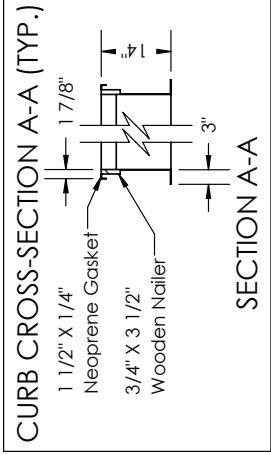 CURB CROSS-SECTION A-A (TYP.)
1 1/2" X 1/4"
Neoprene Gasket
1 7/8"
3/4" X 3 1/2"
Wooden Nailer
14"
3"
SECTION A-A